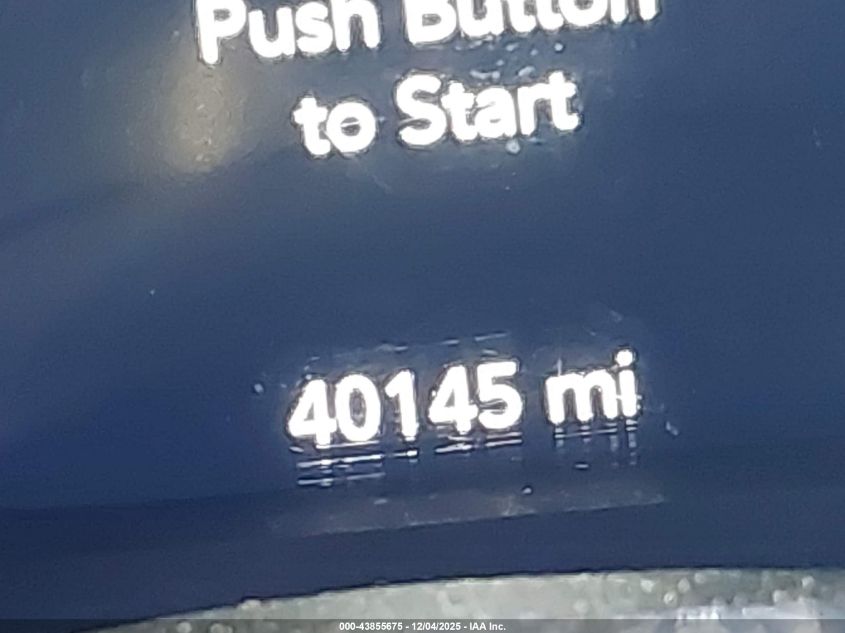 Push Button
to Start
40145 mi
000-43855675 - 12/04/2025 - IAA Inc.